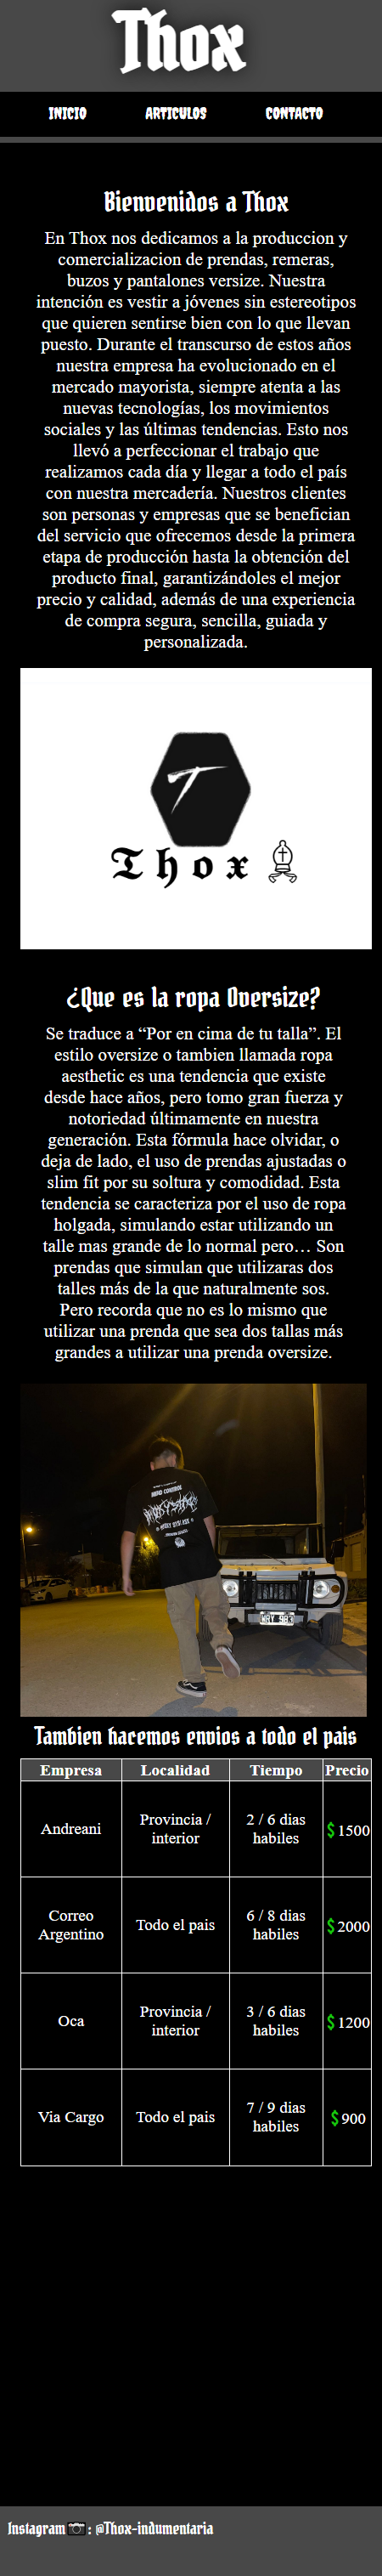 Thox
INICIO ARTICULOS CONTACTO
Bienvenidos a Thox
En Thox nos dedicamos a la produccion y
comercializacion de prendas, remeras,
buzos y pantalones versize. Nuestra
intención es vestir a jóvenes sin estereotipos
que quieren sentirse bien con lo que llevan
puesto. Durante el transcurso de estos años
nuestra empresa ha evolucionado en el
mercado mayorista, siempre atenta a las
nuevas tecnologías, los movimientos
sociales y las últimas tendencias. Esto nos
llevó a perfeccionar el trabajo que
realizamos cada día y llegar a todo el país
con nuestra mercadería. Nuestros clientes
son personas y empresas que se benefician
del servicio que ofrecemos desde la primera
etapa de producción hasta la obtención del
producto final, garantizándoles el mejor
precio y calidad, además de una experiencia
de compra segura, sencilla, guiada y
personalizada.
T
Thox
¿Que es la ropa Oversize?
Se traduce a “Por en cima de tu talla”. El
estilo oversize o tambien llamada ropa
aesthetic es una tendencia que existe
desde hace años, pero tomo gran fuerza y
notoriedad últimamente en nuestra
generación. Esta fórmula hace olvidar, o
deja de lado, el uso de prendas ajustadas o
slim fit por su soltura y comodidad. Esta
tendencia se caracteriza por el uso de ropa
holgada, simulando estar utilizando un
talle mas grande de lo normal pero… Son
prendas que simulan que utilizaras dos
talles más de la que naturalmente sos.
Pero recorda que no es lo mismo que
utilizar una prenda que sea dos tallas más
grandes a utilizar una prenda oversize.
MIND CONTROL
Tambien hacemos envios a todo el pais
Empresa Localidad Tiempo Precio
Andreani Provincia / interior 2 / 6 dias habiles $1500
Correo Argentino Todo el pais 6 / 8 dias habiles $2000
Oca Provincia / interior 3 / 6 dias habiles $1200
Via Cargo Todo el pais 7 / 9 dias habiles $900
Instagram📷: @Thox-indumentaria